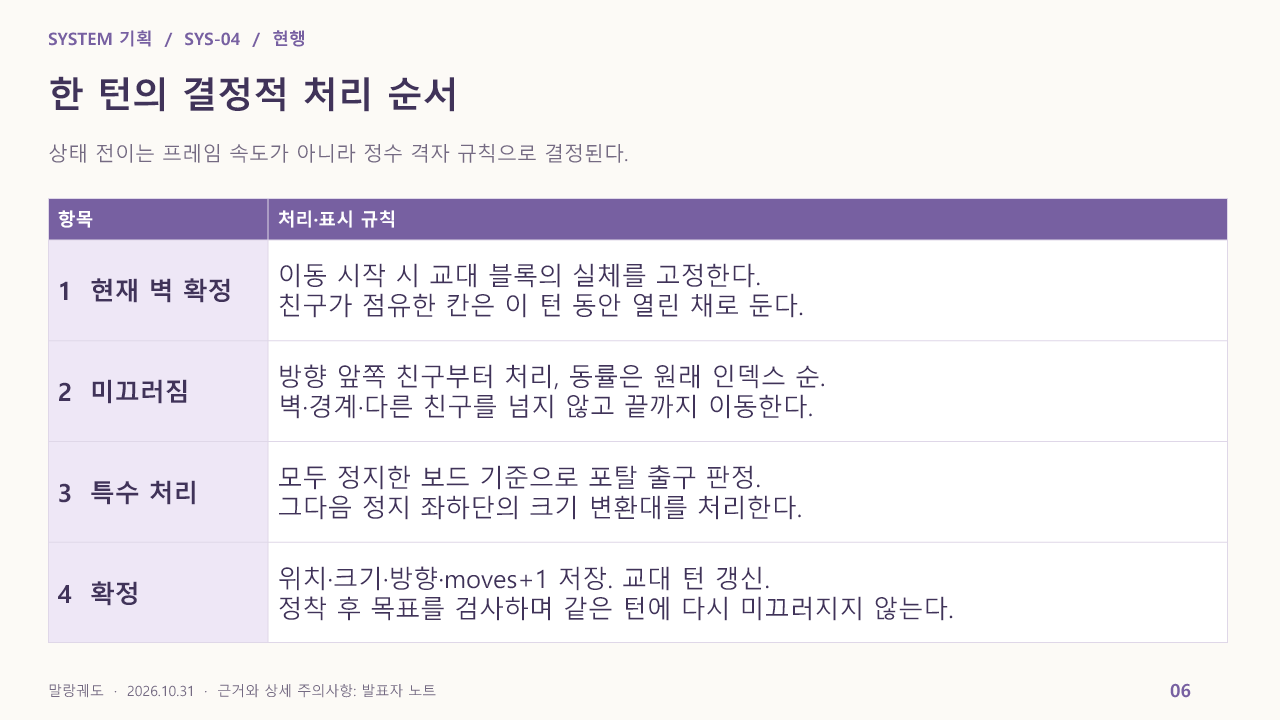 SYSTEM 기획 / SYS-04 / 현행
한 턴의 결정적 처리 순서
상태 전이는 프레임 속도가 아니라 정수 격자 규칙으로 결정된다.
항목
처리·표시 규칙
1 현재 벽 확정
이동 시작 시 교대 블록의 실체를 고정한다.
친구가 점유한 칸은 이 턴 동안 열린 채로 둔다.
2 미끄러짐
방향 앞쪽 친구부터 처리, 동률은 원래 인덱스 순.
벽·경계·다른 친구를 넘지 않고 끝까지 이동한다.
3 특수 처리
모두 정지한 보드 기준으로 포탈 출구 판정.
그다음 정지 좌하단의 크기 변환대를 처리한다.
4 확정
위치·크기·방향·moves+1 저장. 교대 턴 갱신.
정착 후 목표를 검사하며 같은 턴에 다시 미끄러지지 않는다.
말랑궤도 · 2026.10.31 · 근거와 상세 주의사항: 발표자 노트
06